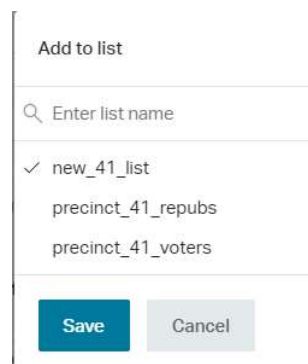 Add to list
Enter list name
new_41_list
precinct_41_repubs
precinct_41_voters
Save Cancel